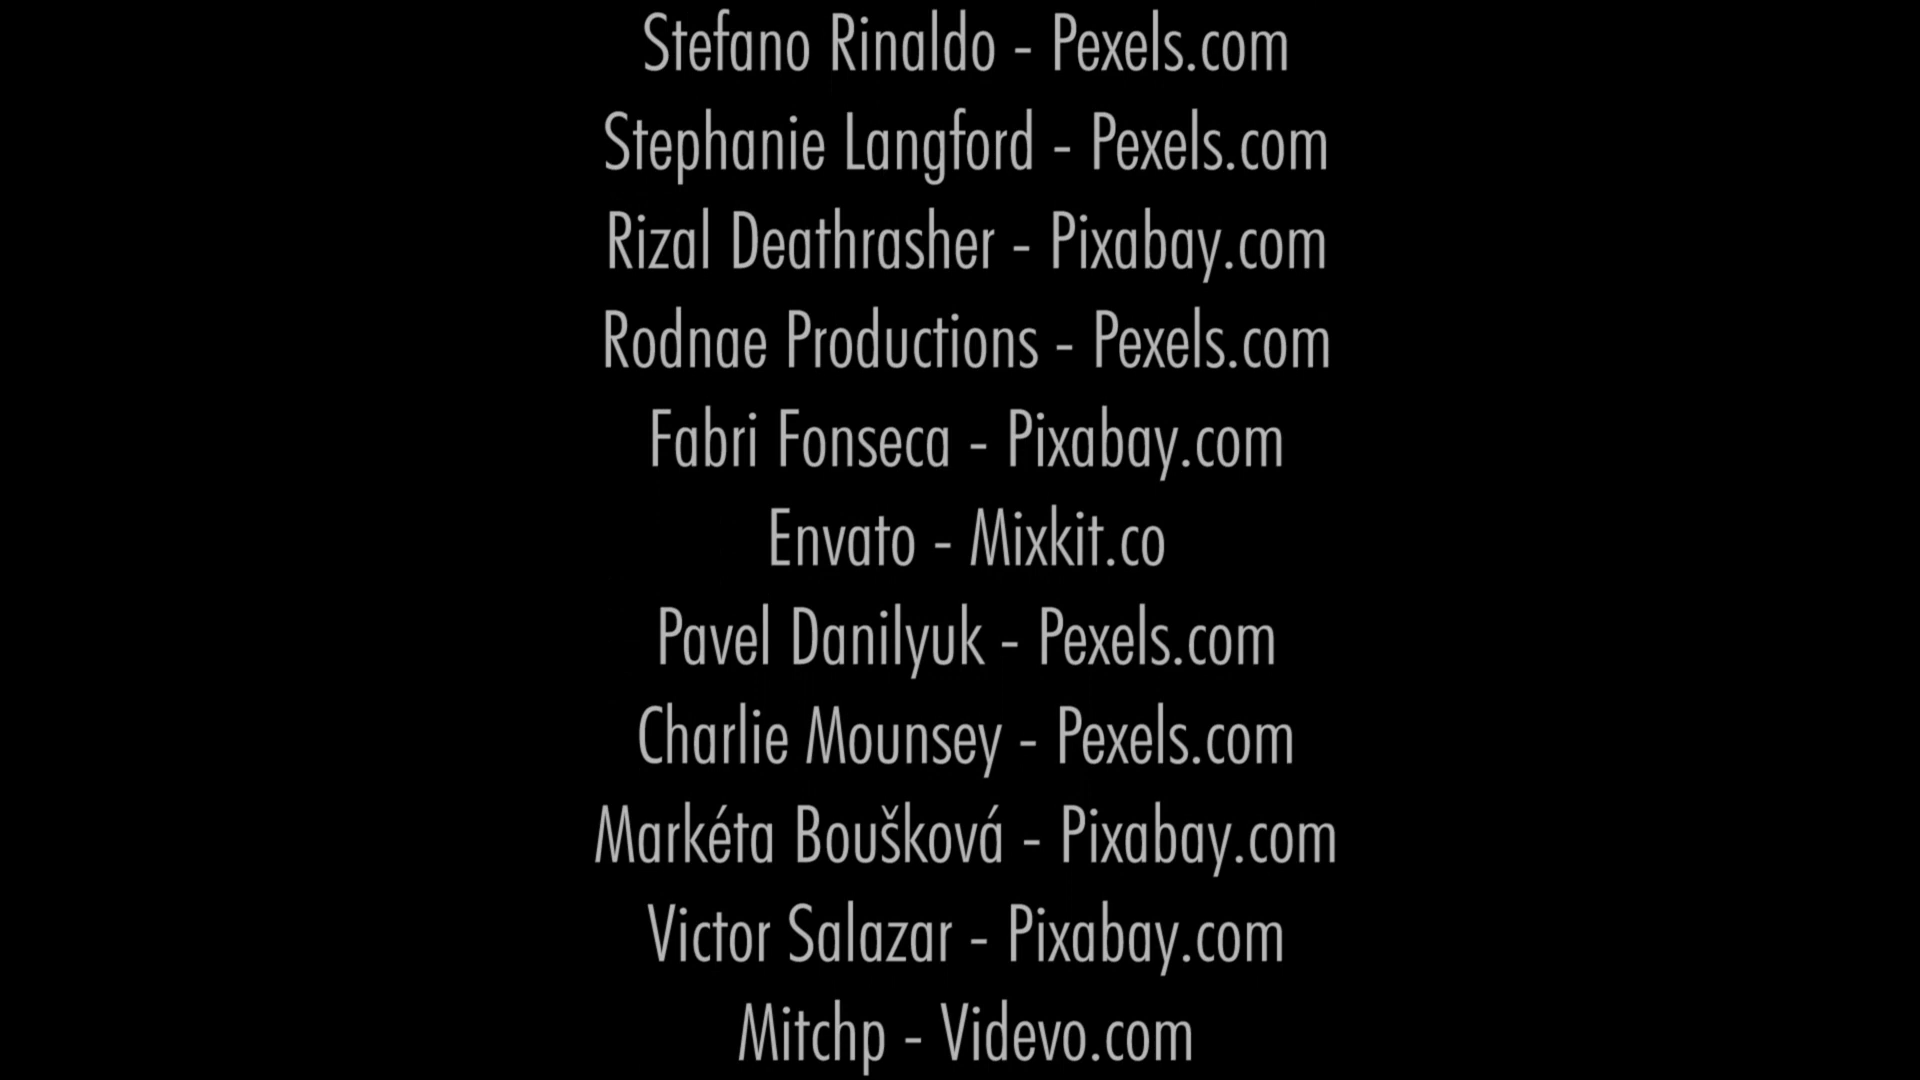 Stefano Rinaldo - Pexels.com
Stephanie Langford - Pexels.com
Rizal Deathrasher - Pixabay.com
Rodnae Productions - Pexels.com
Fabri Fonseca - Pixabay.com
Envato - Mixkit.co
Pavel Danilyuk - Pexels.com
Charlie Mounsey - Pexels.com
Markéta Boušková - Pixabay.com
Victor Salazar - Pixabay.com
Mitchp - Videvo.com